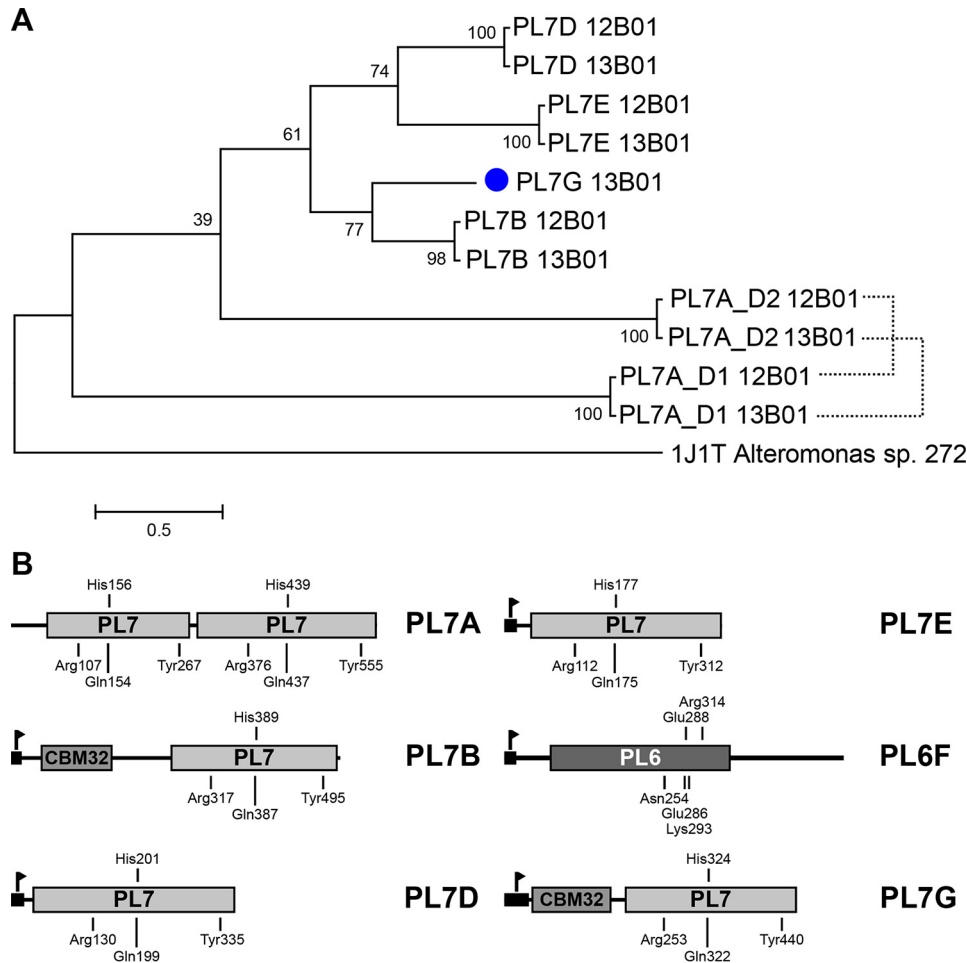 A
PL7D 12B01
100
PL7D 13B01
74
PL7E 12B01
PL7E 13B01
100
61
PL7G 13B01
PL7B 12B01
77
PL7B 13B01
98
39
PL7A_D2 12B01
PL7A_D2 13B01
100
PL7A_D1 12B01
PL7A_D1 13B01
100
1J1T Alteromonas sp. 272
0.5
B
His156 His439
PL7 PL7 PL7A
Arg107 Tyr267 Arg376 Tyr555
Gln154 Gln437
His177
PL7 PL7E
Arg112 Tyr312
Gln175
His389
CBM32 PL7 PL7B
Arg317 Tyr495
Gln387
Arg314
Glu288
PL6 PL6F
Asn254
Glu286
Lys293
His201
PL7 PL7D
Arg130 Tyr335
Gln199
His324
CBM32 PL7 PL7G
Arg253 Tyr440
Gln322